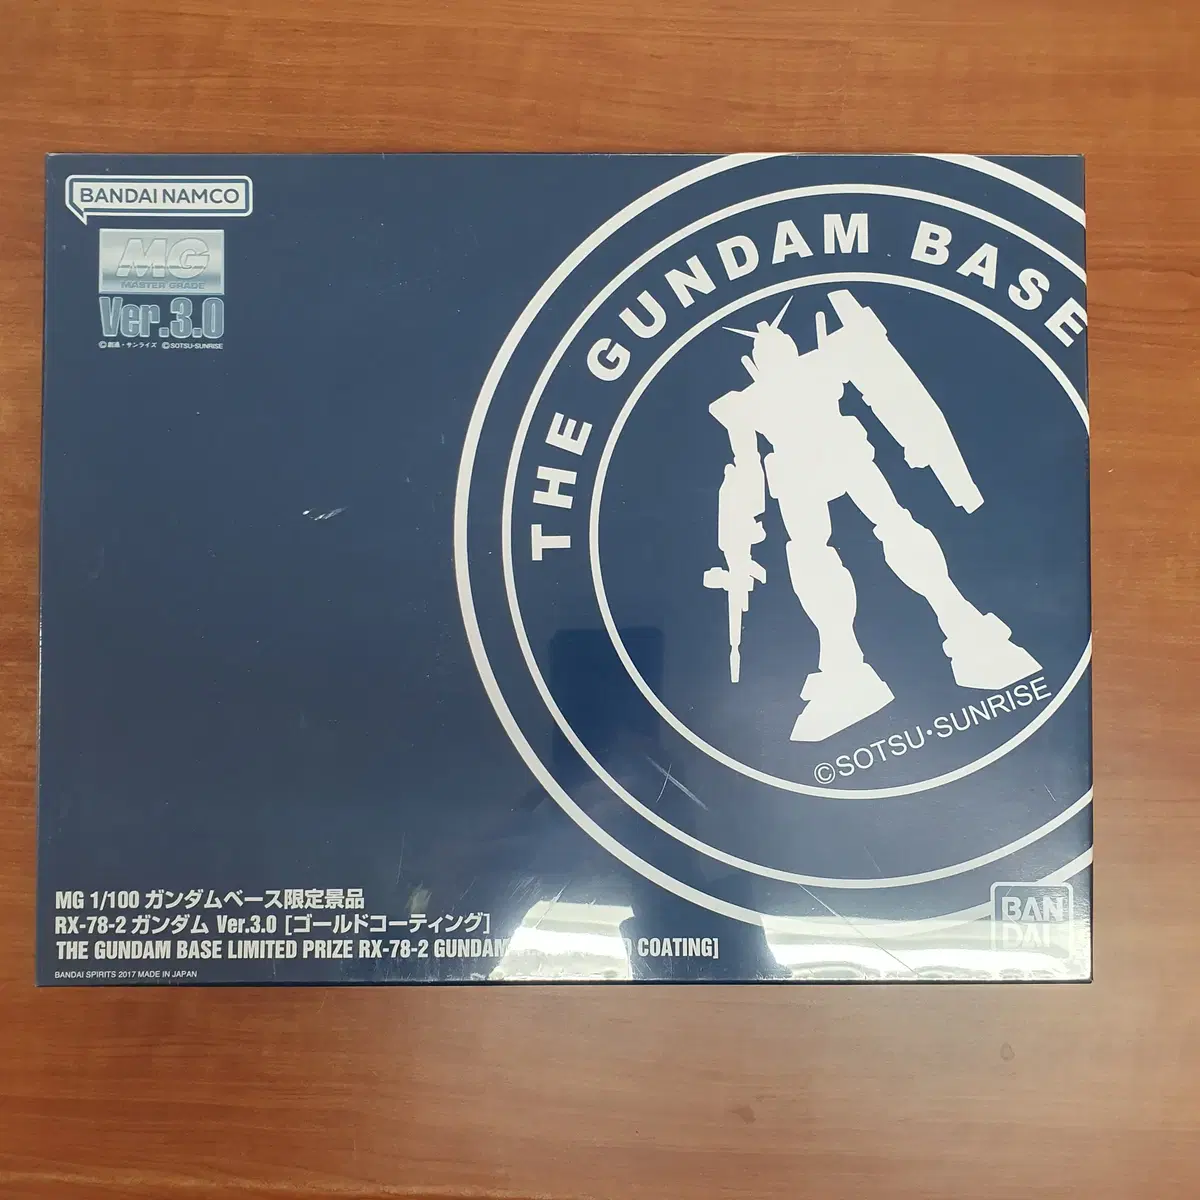 BANDAI NAMCO
MG
MASTER GRADE
Ver.3.0
©創通・サンライズ ©SOTSU・SUNRISE
THE GUNDAM BASE
©SOTSU・SUNRISE
MG 1/100 ガンダムベース限定景品
RX-78-2 ガンダム Ver.3.0 [ゴールドコーティング]
THE GUNDAM BASE LIMITED PRIZE RX-78-2 GUNDAM COATING]
BANDAI SPIRITS 2017 MADE IN JAPAN
BAN
DAI